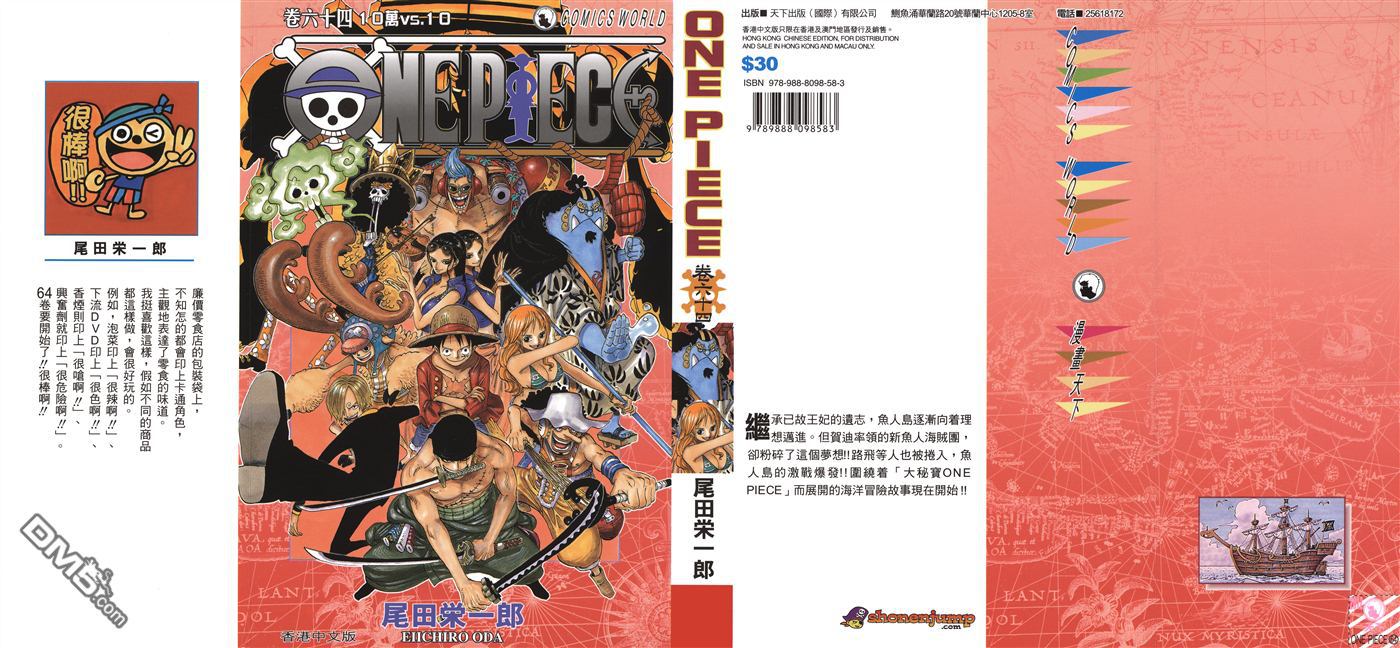 很棒啊!!
尾田栄一郎
廉價零食店的包裝袋上，
不知怎的都會印上卡通角色，
主觀地表達了零食的味道。
我挺喜歡這樣，假如不同的商品
都這樣做，會很好玩的。
例如，泡菜印上「很辣啊!!」、
下流DVD印上「很色啊!!」、
香煙則印上「很嗆啊!!」、
興奮劑就印上「很危險啊!!」。
64卷要開始了!!很棒啊!!
DM5.com
卷六十四 10萬vs.10
COMICS WORLD
ONE PIECE
尾田栄一郎
EIICHIRO ODA
香港中文版
ONE PIECE
卷六十四
尾田栄一郎
出版■ 天下出版（國際）有限公司 鰂魚涌華蘭路20號華蘭中心1205-8室 電話■ 25618172
香港中文版只限在香港及澳門地區發行及銷售。
HONG KONG CHINESE EDITION, FOR DISTRIBUTION
AND SALE IN HONG KONG AND MACAU ONLY.
$30
ISBN 978-988-8098-58-3
9 789888 098583
繼承已故王妃的遺志，魚人島逐漸向着理
想邁進。但賀迪率領的新魚人海賊團，
卻粉碎了這個夢想!!路飛等人也被捲入，魚
人島的激戰爆發!!圍繞着「大秘寶ONE
PIECE」而展開的海洋冒險故事現在開始!!
shonenjump
.com
COMICS WORLD
漫畫天下
SINENSIS
OCEANUS
LANT
DOL
NUX MYRISTICA
ONE PIECE 64